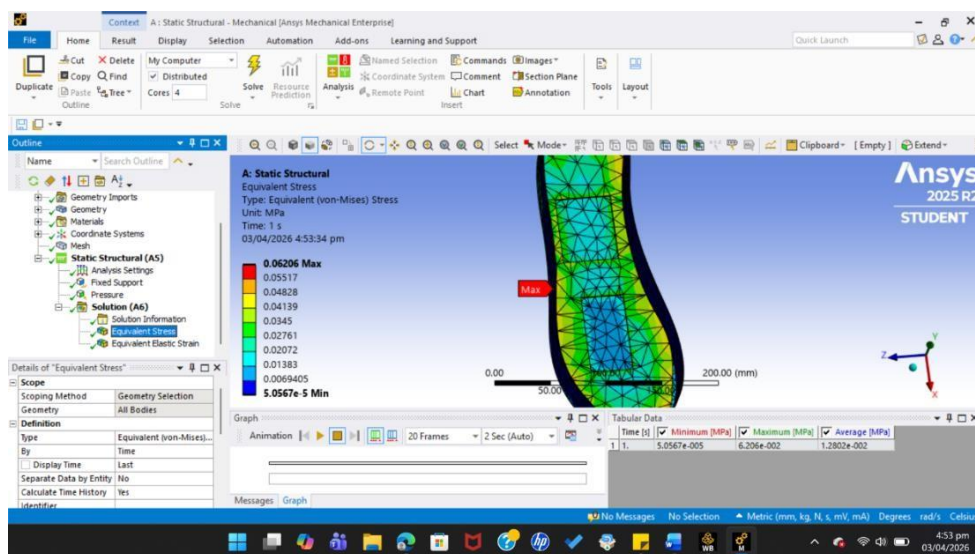 Context A : Static Structural - Mechanical [Ansys Mechanical Enterprise]
File Home Result Display Selection Automation Add-ons Learning and Support Quick Launch
Cut Delete My Computer Named Selection Commands Images
Copy Find Distributed Coordinate System Comment Section Plane
Duplicate Paste Tree Cores 4 Solve Resource Prediction Analysis Remote Point Chart Annotation Tools Layout
Outline Solve Insert
Outline Select Mode Clipboard [ Empty ] Extend
Name Search Outline
Geometry Imports
Geometry
Materials
Coordinate Systems
Mesh
Static Structural (A5)
Analysis Settings
Fixed Support
Pressure
Solution (A6)
Solution Information
Equivalent Stress
Equivalent Elastic Strain
A: Static Structural
Equivalent Stress
Type: Equivalent (von-Mises) Stress
Unit: MPa
Time: 1 s
03/04/2026 4:53:34 pm
0.06206 Max
0.05517
0.04828
0.04139
0.0345
0.02761
0.02072
0.01383
0.0069405
5.0567e-5 Min
Max
Ansys
2025 R2
STUDENT
0.00 200.00 (mm)
50.00
Y
Z
X
Details of "Equivalent Stress"
Scope
Scoping Method Geometry Selection
Geometry All Bodies
Definition
Type Equivalent (von-Mises)...
By Time
Display Time Last
Separate Data by Entity No
Calculate Time History Yes
Identifier
Graph
Animation 20 Frames 2 Sec (Auto)
Messages Graph
Tabular Data
Time [s] Minimum [MPa] Maximum [MPa] Average [MPa]
1 1. 5.0567e-005 6.206e-002 1.2802e-002
No Messages No Selection Metric (mm, kg, N, s, mV, mA) Degrees rad/s Celsiu
WB M
4:53 pm
03/04/2026